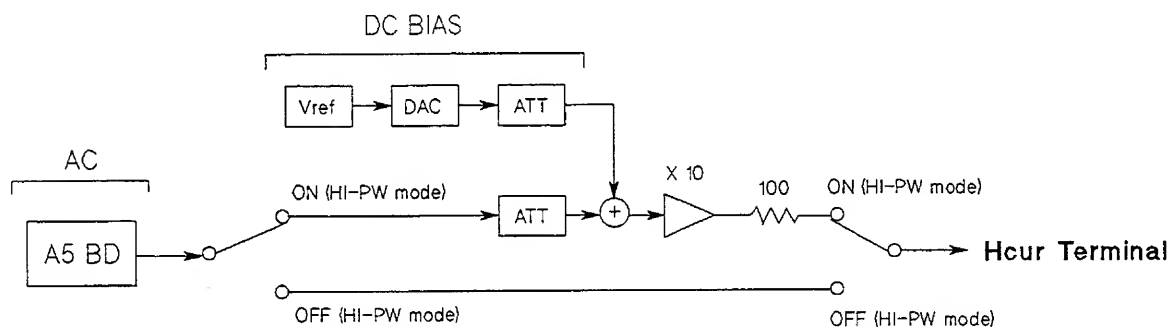 DC BIAS
Vref
DAC
ATT
AC
X 10
ON (HI-PW mode)
100
ON (HI-PW mode)
A5 BD
ATT
+
Hcur Terminal
OFF (HI-PW mode)
OFF (HI-PW mode)